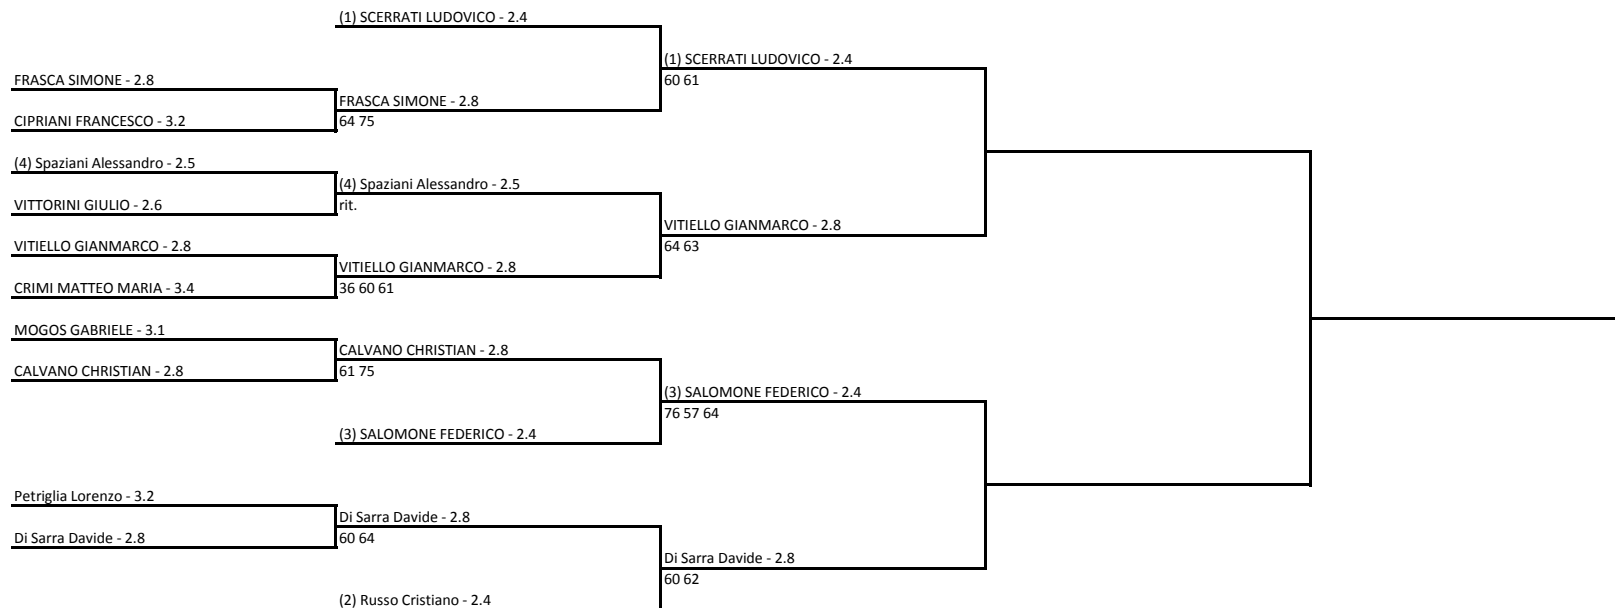 (1) SCERRATI LUDOVICO - 2.4
(1) SCERRATI LUDOVICO - 2.4
FRASCA SIMONE - 2.8
60 61
FRASCA SIMONE - 2.8
CIPRIANI FRANCESCO - 3.2
64 75
(4) Spaziani Alessandro - 2.5
(4) Spaziani Alessandro - 2.5
VITTORINI GIULIO - 2.6
rit.
VITIELLO GIANMARCO - 2.8
VITIELLO GIANMARCO - 2.8
64 63
VITIELLO GIANMARCO - 2.8
CRIMI MATTEO MARIA - 3.4
36 60 61
MOGOS GABRIELE - 3.1
CALVANO CHRISTIAN - 2.8
CALVANO CHRISTIAN - 2.8
61 75
(3) SALOMONE FEDERICO - 2.4
76 57 64
(3) SALOMONE FEDERICO - 2.4
Petriglia Lorenzo - 3.2
Di Sarra Davide - 2.8
Di Sarra Davide - 2.8
60 64
Di Sarra Davide - 2.8
60 62
(2) Russo Cristiano - 2.4